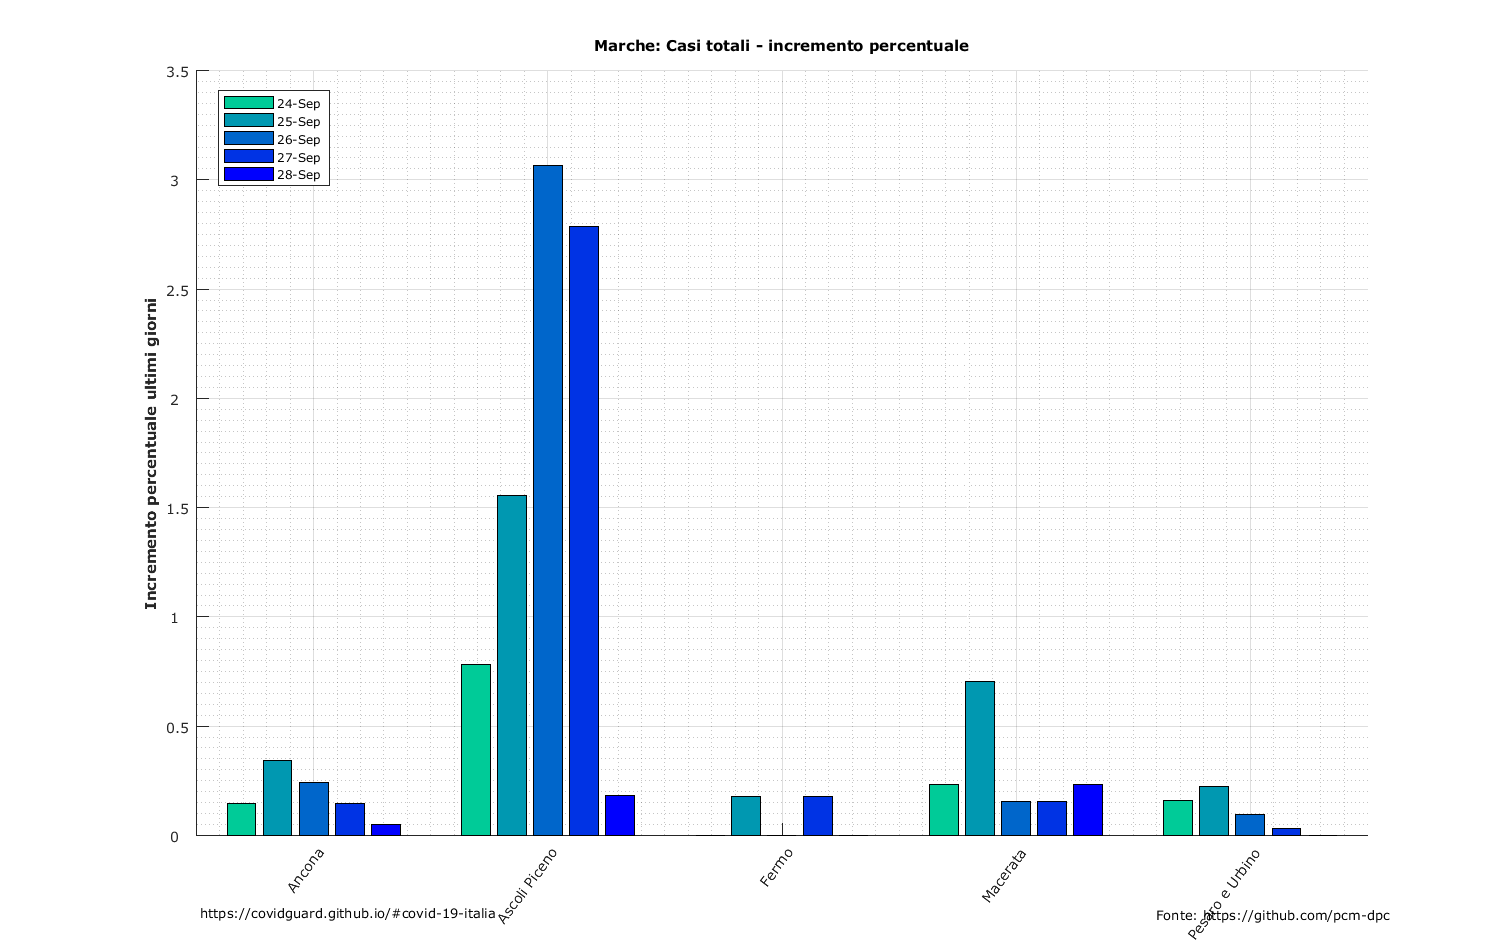 Marche: Casi totali - incremento percentuale
3.5
3
2.5
2
1.5
1
0.5
0
Incremento percentuale ultimi giorni
24-Sep
25-Sep
26-Sep
27-Sep
28-Sep
Ancona
Ascoli Piceno
Fermo
Macerata
Pesaro e Urbino
https://covidguard.github.io/#covid-19-italia
Fonte: https://github.com/pcm-dpc